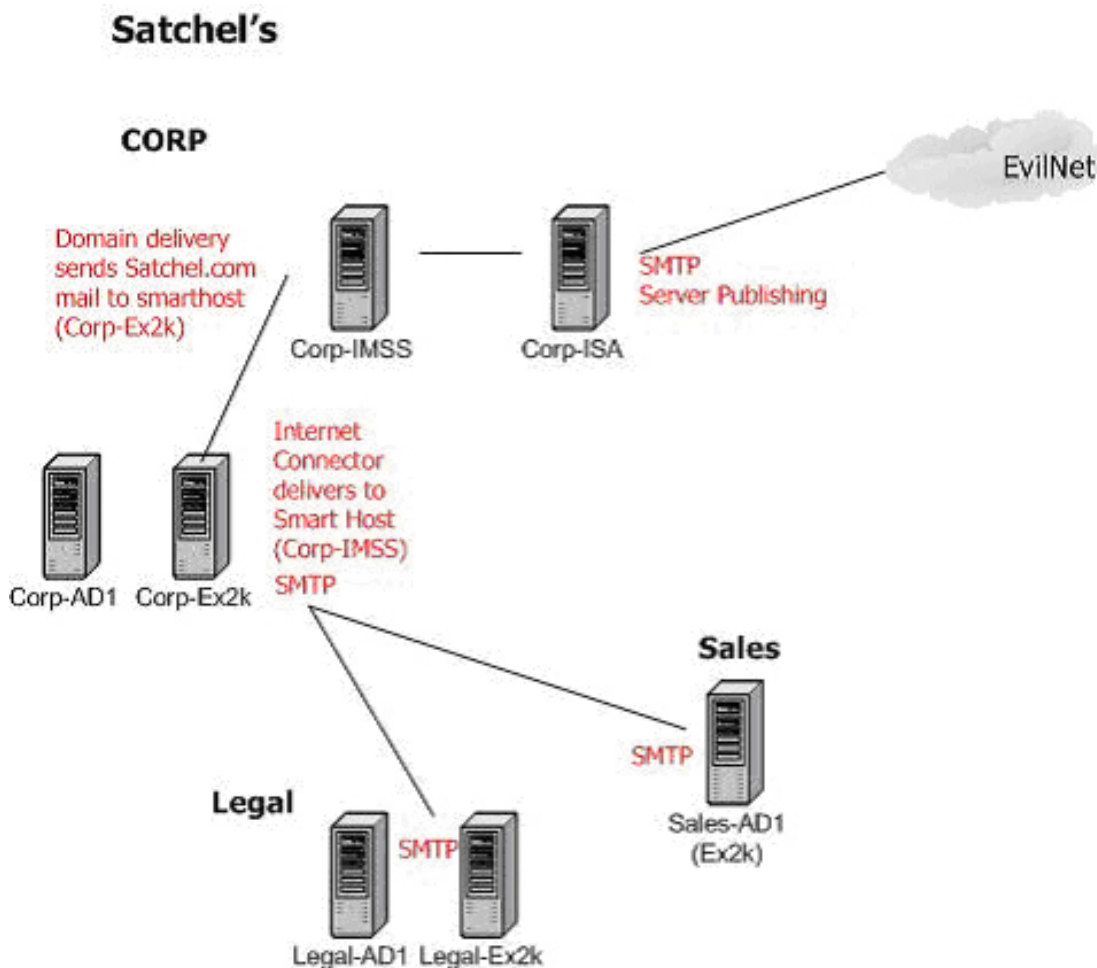 Satchel's
CORP
EvilNet
Domain delivery
sends Satchel.com
mail to smarthost
(Corp-Ex2k)
SMTP
Server Publishing
Corp-IMSS
Corp-ISA
Internet
Connector
delivers to
Smart Host
(Corp-IMSS)
SMTP
Corp-AD1
Corp-Ex2k
Sales
SMTP
Sales-AD1
(Ex2k)
Legal
SMTP
Legal-AD1
Legal-Ex2k